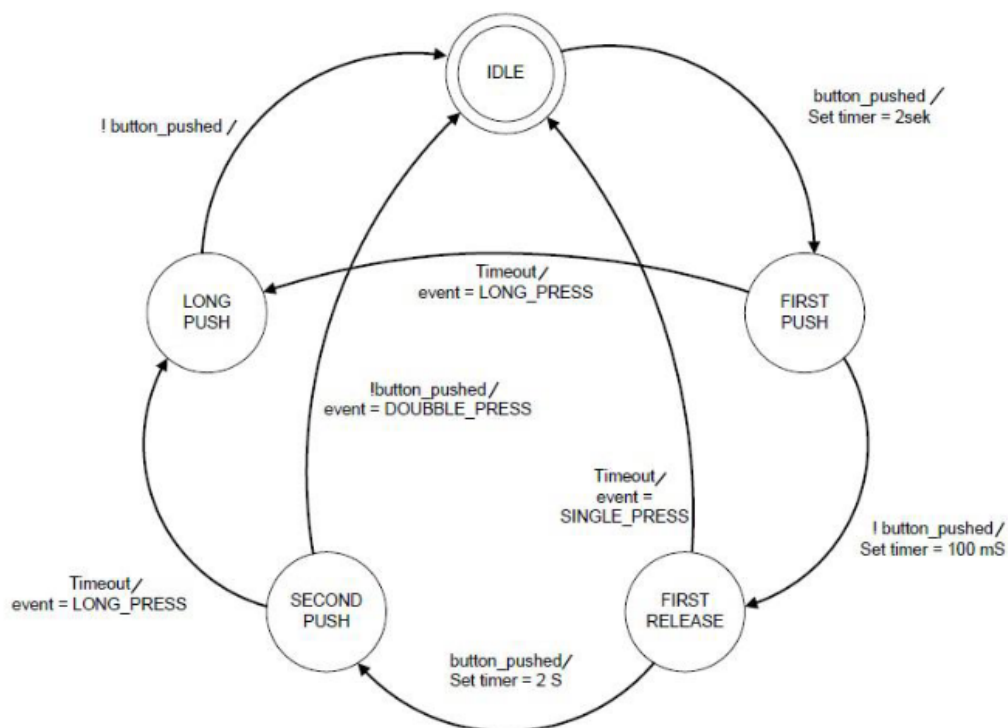 IDLE
button_pushed /
Set timer = 2sek
! button_pushed /
Timeout /
event = LONG_PRESS
LONG
PUSH
FIRST
PUSH
!button_pushed /
event = DOUBBLE_PRESS
Timeout /
event =
SINGLE_PRESS
! button_pushed /
Set timer = 100 mS
Timeout /
event = LONG_PRESS
SECOND
PUSH
FIRST
RELEASE
button_pushed /
Set timer = 2 S